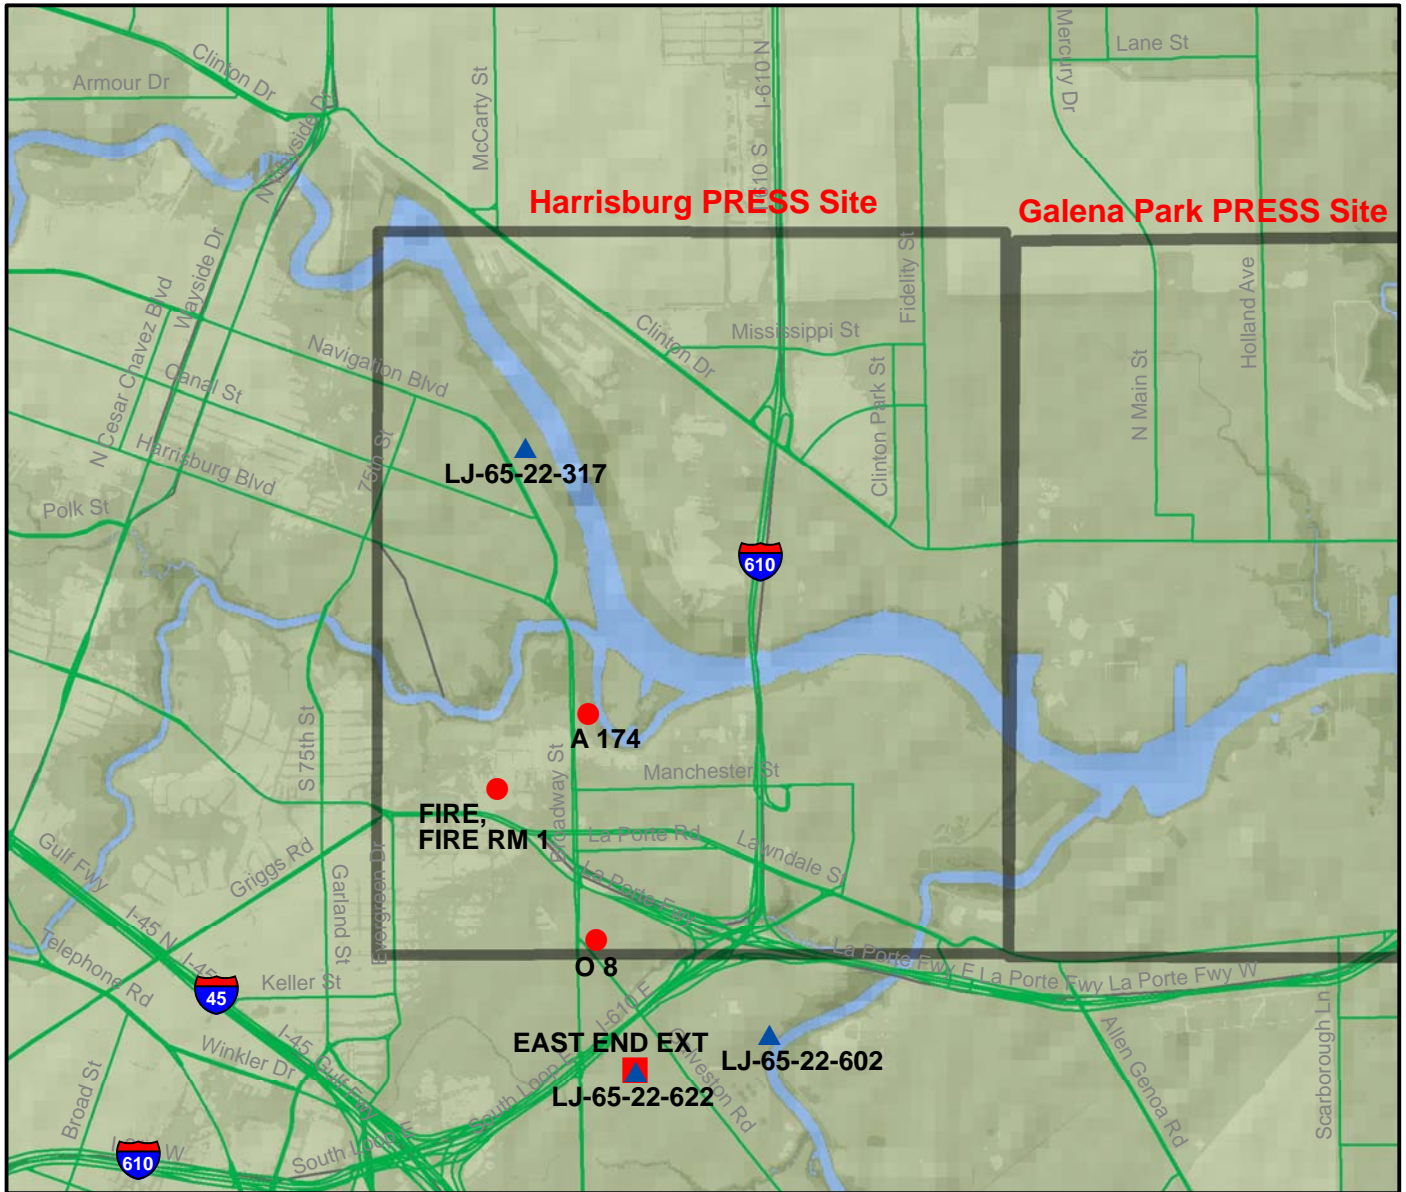 Clinton Dr
Armour Dr
McCarty St
I-610 N
Mercury Dr
Lane St
N Wayside Dr
I-610 S
Harrisburg PRESS Site
Galena Park PRESS Site
Wayside Dr
N Cesar Chavez Blvd
Fidelity St
Holland Ave
Mississippi St
Clinton Dr
Navigation Blvd
Canal St
Clinton Park St
N Main St
Harrisburg Blvd
75th St
LJ-65-22-317
Polk St
610
S 75th St
A 174
Broadway St
Manchester St
FIRE,
FIRE RM 1
La Porte Rd
Lawndale St
Gulf Fwy
Griggs Rd
Garland St
Evergreen Dr
La Porte Fwy
I-45 N
I-45
Telephone Rd
O 8
La Porte Fwy E
La Porte Fwy
La Porte Fwy W
Keller St
45
I-610 E
Scarborough Ln
EAST END EXT
Galveston Rd
LJ-65-22-602
Allen Genoa Rd
Winkler Dr
I-45
Gulf Fwy
LJ-65-22-622
South Loop E
Broad St
South Loop E
W
610